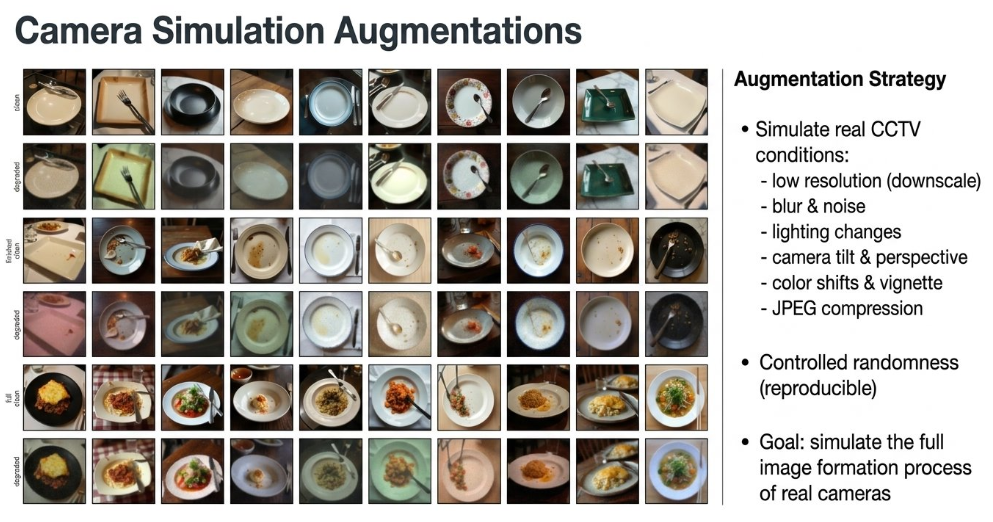 Camera Simulation Augmentations
clean
degraded
finished
clean
degraded
full
clean
degraded
Augmentation Strategy
• Simulate real CCTV
conditions:
- low resolution (downscale)
- blur & noise
- lighting changes
- camera tilt & perspective
- color shifts & vignette
- JPEG compression
• Controlled randomness
(reproducible)
• Goal: simulate the full
image formation process
of real cameras